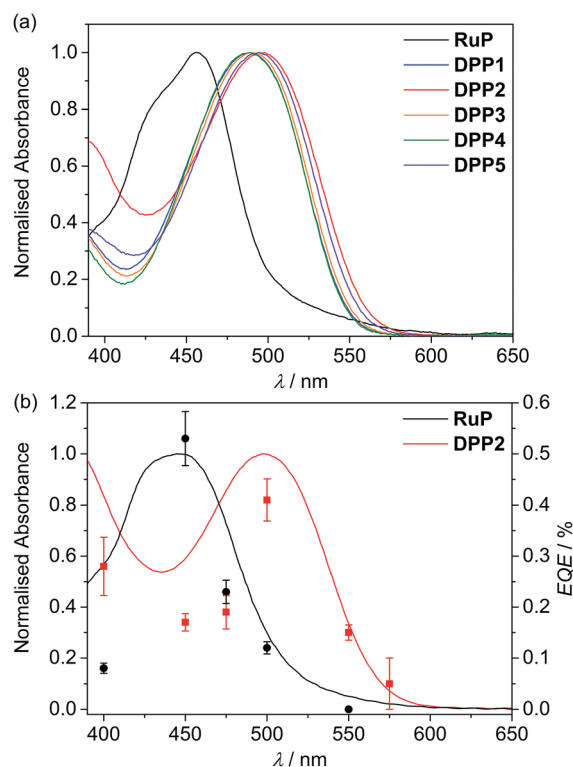 (a)
RuP
DPP1
DPP2
DPP3
DPP4
DPP5
Normalised Absorbance
1.0
0.8
0.6
0.4
0.2
0.0
400 450 500 550 600 650
λ / nm
(b)
RuP
DPP2
Normalised Absorbance
1.2
1.0
0.8
0.6
0.4
0.2
0.0
0.6
0.5
0.4
0.3
0.2
0.1
0.0
EQE / %
400 450 500 550 600 650
λ / nm